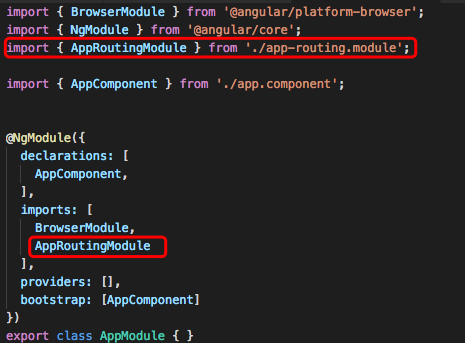 import { BrowserModule } from '@angular/platform-browser';
import { NgModule } from '@angular/core';
import { AppRoutingModule } from './app-routing.module';
import { AppComponent } from './app.component';
@NgModule({
declarations: [
AppComponent,
],
imports: [
BrowserModule,
AppRoutingModule
],
providers: [],
bootstrap: [AppComponent]
})
export class AppModule { }